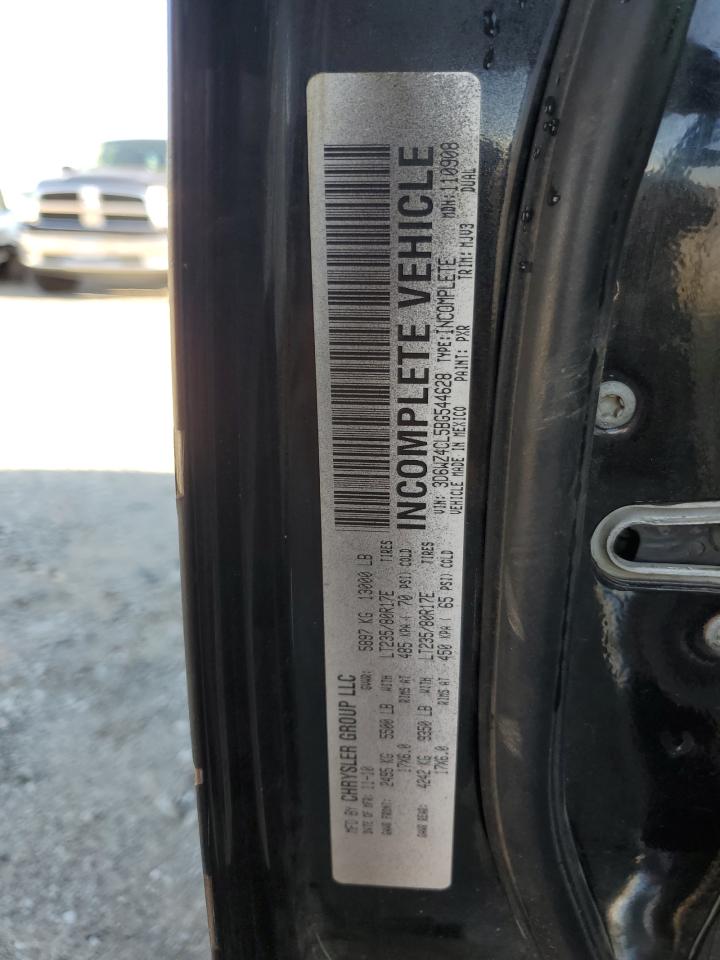 MFD BY CHRYSLER GROUP LLC
DATE OF MFR: 11-10 GVWR: 5897 KG 13000 LB
GAWR FRONT: 2495 KG 5500 LB WITH LT235/80R17E TIRES
17X6.0 RIMS AT 485 KPA( 70 PSI) COLD
GAWR REAR: 4242 KG 9350 LB WITH LT235/80R17E TIRES
17X6.0 RIMS AT 450 KPA( 65 PSI) COLD
INCOMPLETE VEHICLE MDH: 110908
VIN: 3D6WZ4CL5BG544628 TYPE: INCOMPLETE DUAL
VEHICLE MADE IN MEXICO PAINT: PXR TRIM: MJV3